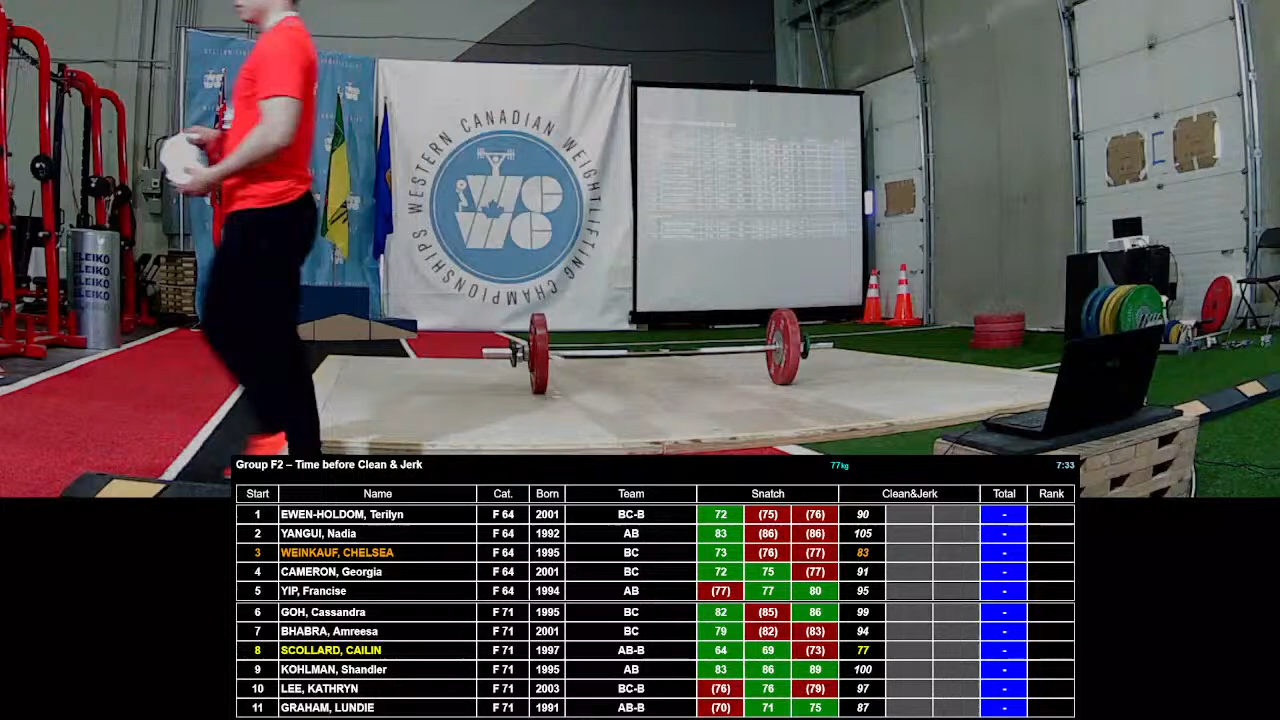 WESTERN CANADIAN WEIGHTLIFTING CHAMPIONSHIPS
WC
WC
ELEIKO
ELEIKO
ELEIKO
ELEIKO
Group F2 – Time before Clean & Jerk 77kg 7:33
Start Name Cat. Born Team Snatch Clean&Jerk Total Rank
1 EWEN-HOLDOM, Terilyn F 64 2001 BC-B 72 (75) (76) 90 -
2 YANGUI, Nadia F 64 1992 AB 83 (86) (86) 105 -
3 WEINKAUF, CHELSEA F 64 1995 BC 73 (76) (77) 83 -
4 CAMERON, Georgia F 64 2001 BC 72 75 (77) 91 -
5 YIP, Francise F 64 1994 AB (77) 77 80 95 -
6 GOH, Cassandra F 71 1995 BC 82 (85) 86 99 -
7 BHABRA, Amreesa F 71 2001 BC 79 (82) (83) 94 -
8 SCOLLARD, CAILIN F 71 1997 AB-B 64 69 (73) 77 -
9 KOHLMAN, Shandler F 71 1995 AB 83 86 89 100 -
10 LEE, KATHRYN F 71 2003 BC-B (76) 76 (79) 97 -
11 GRAHAM, LUNDIE F 71 1991 AB-B (70) 71 75 87 -